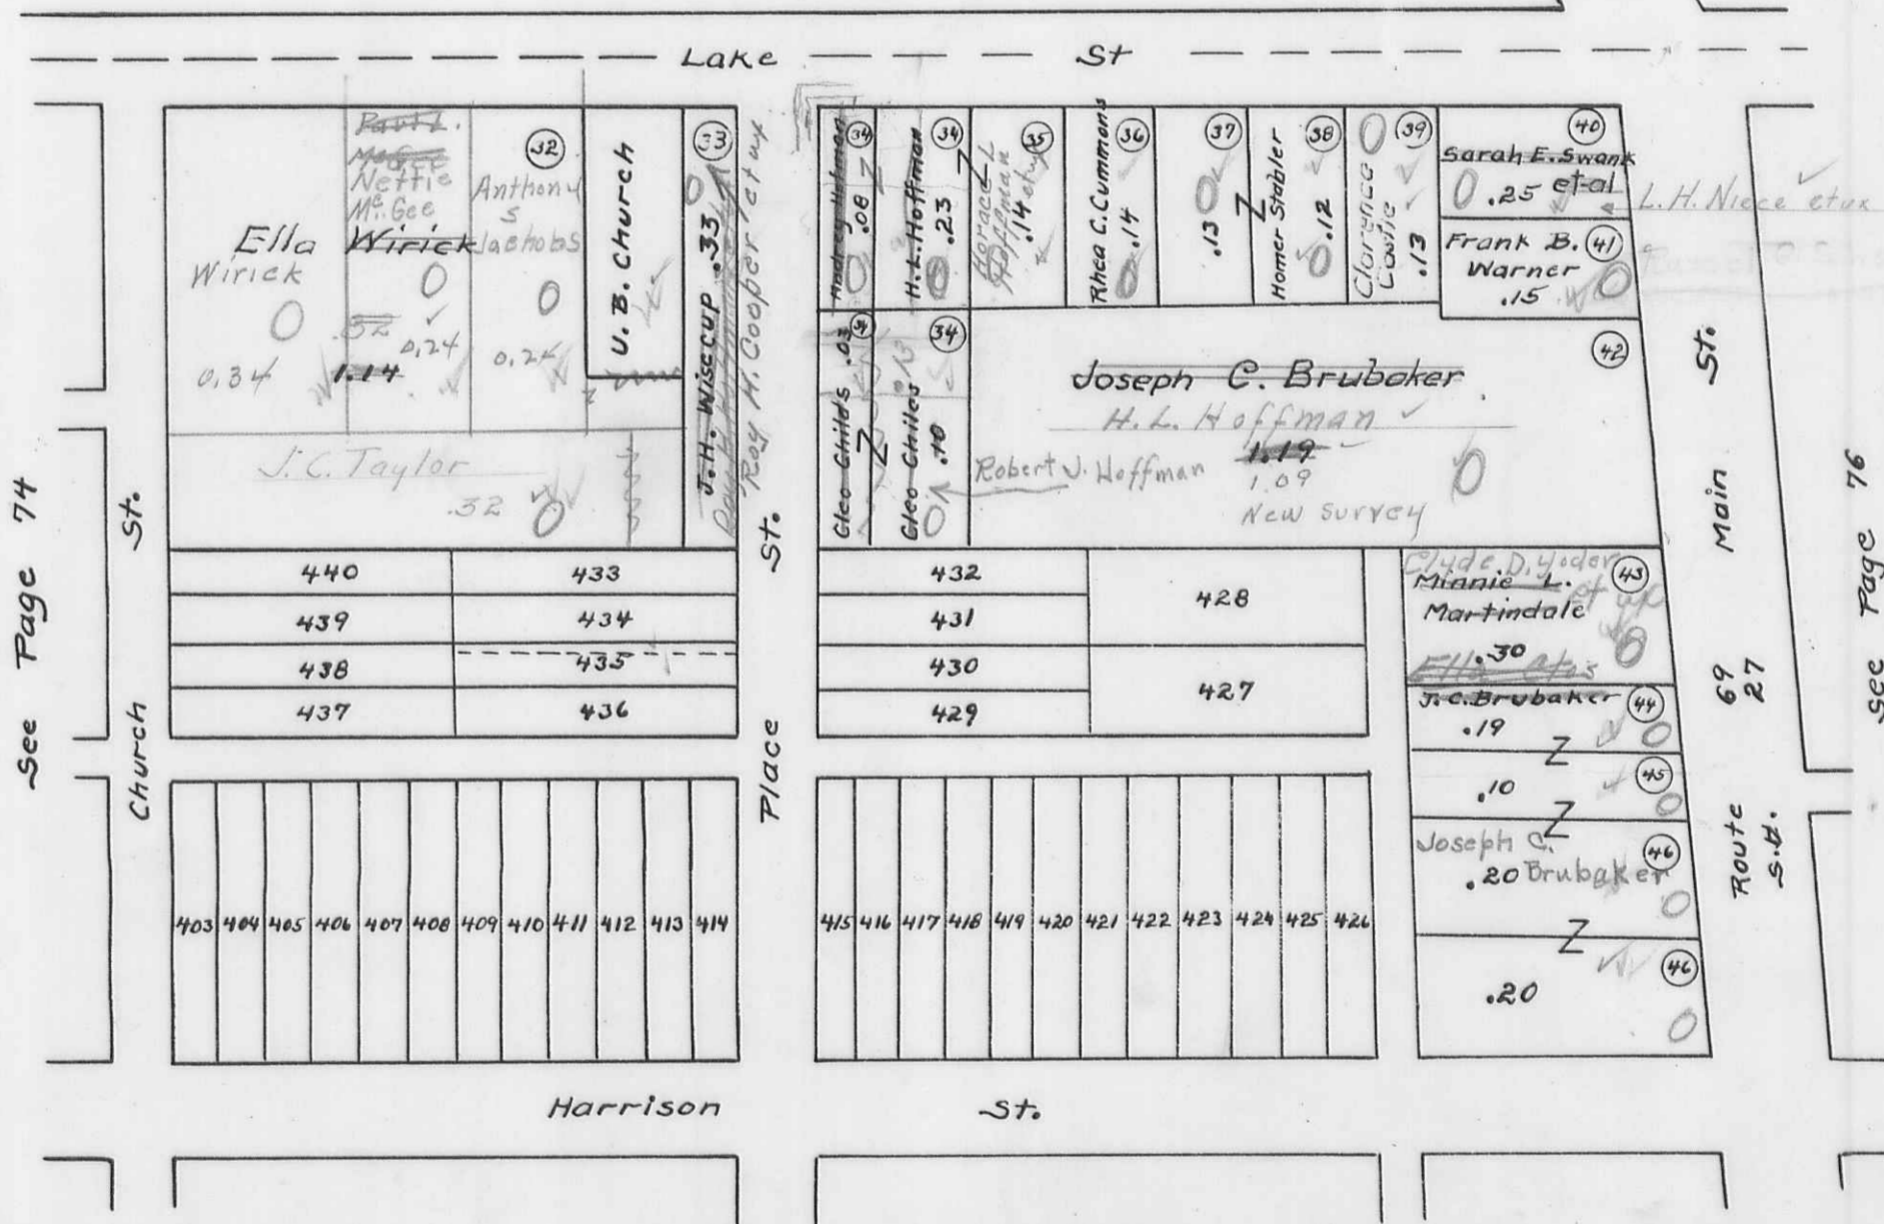 Lake St
Ella
Wirick
0.34
Nettie
McGee
Wirick
.32
0.24
1.14
32
Anthony
S
Jachobs
0.24
U. B. Church
33
J. H. Wisecup .33
Roy H. Cooper et ux
J. C. Taylor
.32
34
.08
34
H. L. Hoffman
.23
35
Horace L
Hoffman
et ux
.14
36
Rhea C. Cummons
.14
37
.13
38
Homer Stabler
.12
39
Clarence
.13
40
Sarah E. Swank
.25 et-al
L. H. Niece et ux
Frank B. 41
Warner
.15
34
Gleo Childs .03
34
Gleo Childs .10
42
Joseph C. Brubaker
H. L. Hoffman
1.19
Robert J. Hoffman
1.09
New Survey
440 433
439 434
438 435
437 436
432
431
430
429
428
427
Clyde D. Yoder
et ux
43
Minnie L.
Martindale
.30
J. C. Brubaker 44
.19
Z
45
.10
Z
Joseph C.
46
.20 Brubaker
Z
46
.20
403 404 405 406 407 408 409 410 411 412 413 414
415 416 417 418 419 420 421 422 423 424 425 426
See Page 74
Church St.
Place St.
Main St.
Route 69
S.H. 27
See Page 76
Harrison St.